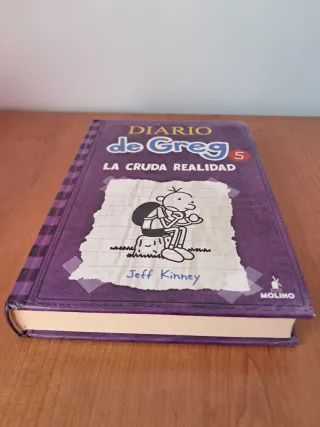 DIARIO
de Greg 5
LA CRUDA REALIDAD
Jeff Kinney
MOLINO